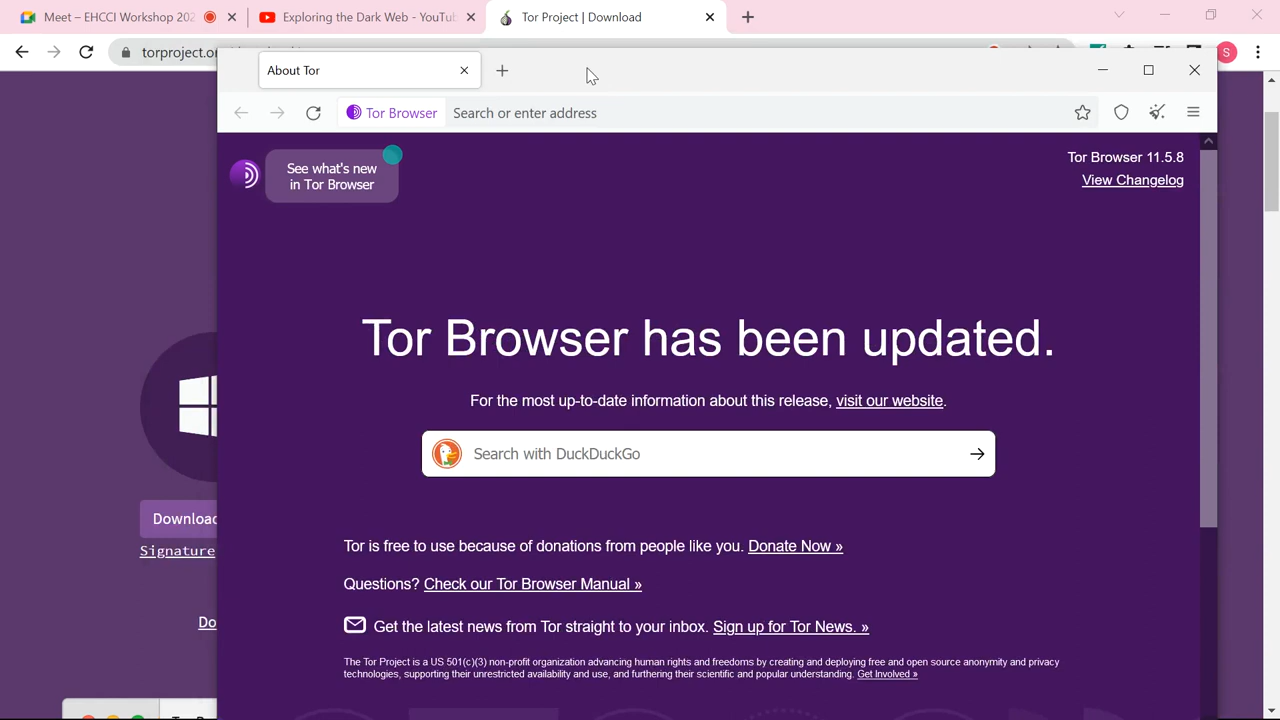 Meet – EHCCI Workshop 202
Exploring the Dark Web - YouTube
Tor Project | Download
torproject.or
S
About Tor
Tor Browser
Search or enter address
See what's new
in Tor Browser
Tor Browser 11.5.8
View Changelog
Tor Browser has been updated.
For the most up-to-date information about this release, visit our website.
Search with DuckDuckGo
Download
Signature
Tor is free to use because of donations from people like you. Donate Now »
Questions? Check our Tor Browser Manual »
Do
Get the latest news from Tor straight to your inbox. Sign up for Tor News. »
The Tor Project is a US 501(c)(3) non-profit organization advancing human rights and freedoms by creating and deploying free and open source anonymity and privacy
technologies, supporting their unrestricted availability and use, and furthering their scientific and popular understanding. Get Involved »